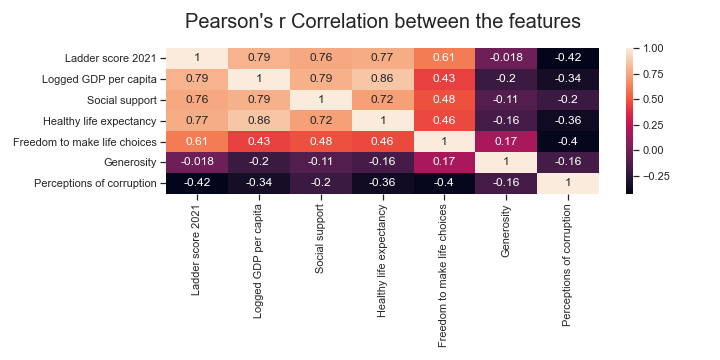 Pearson's r Correlation between the features
Ladder score 2021 1 0.79 0.76 0.77 0.61 -0.018 -0.42
Logged GDP per capita 0.79 1 0.79 0.86 0.43 -0.2 -0.34
Social support 0.76 0.79 1 0.72 0.48 -0.11 -0.2
Healthy life expectancy 0.77 0.86 0.72 1 0.46 -0.16 -0.36
Freedom to make life choices 0.61 0.43 0.48 0.46 1 0.17 -0.4
Generosity -0.018 -0.2 -0.11 -0.16 0.17 1 -0.16
Perceptions of corruption -0.42 -0.34 -0.2 -0.36 -0.4 -0.16 1
Ladder score 2021
Logged GDP per capita
Social support
Healthy life expectancy
Freedom to make life choices
Generosity
Perceptions of corruption
1.00
0.75
0.50
0.25
0.00
-0.25